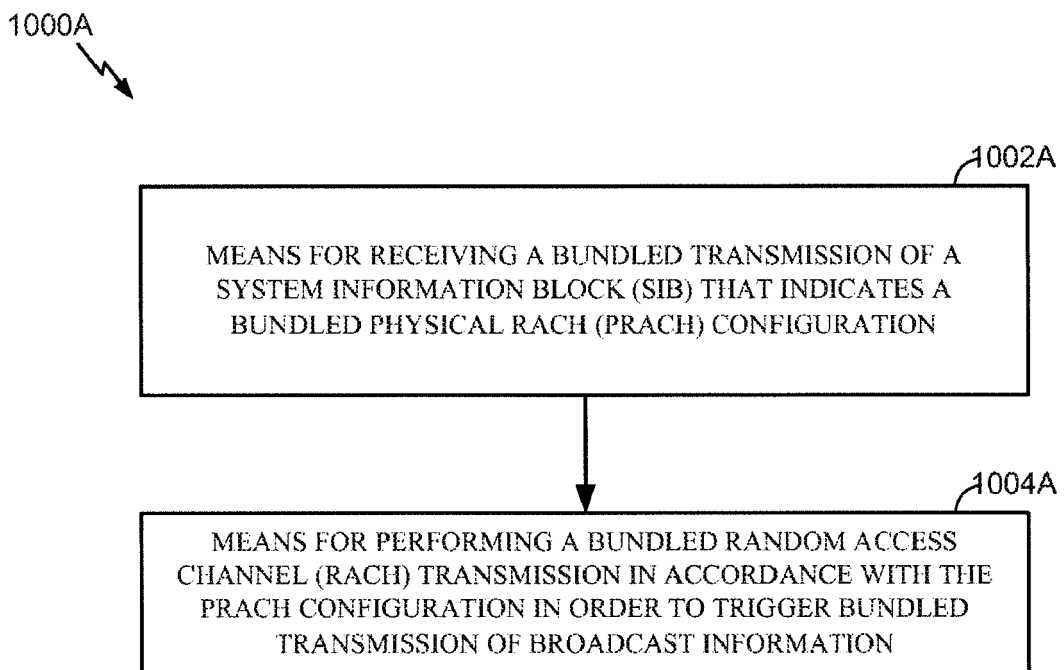 1000A
1002A
MEANS FOR RECEIVING A BUNDLED TRANSMISSION OF A
SYSTEM INFORMATION BLOCK (SIB) THAT INDICATES A
BUNDLED PHYSICAL RACH (PRACH) CONFIGURATION
1004A
MEANS FOR PERFORMING A BUNDLED RANDOM ACCESS
CHANNEL (RACH) TRANSMISSION IN ACCORDANCE WITH THE
PRACH CONFIGURATION IN ORDER TO TRIGGER BUNDLED
TRANSMISSION OF BROADCAST INFORMATION